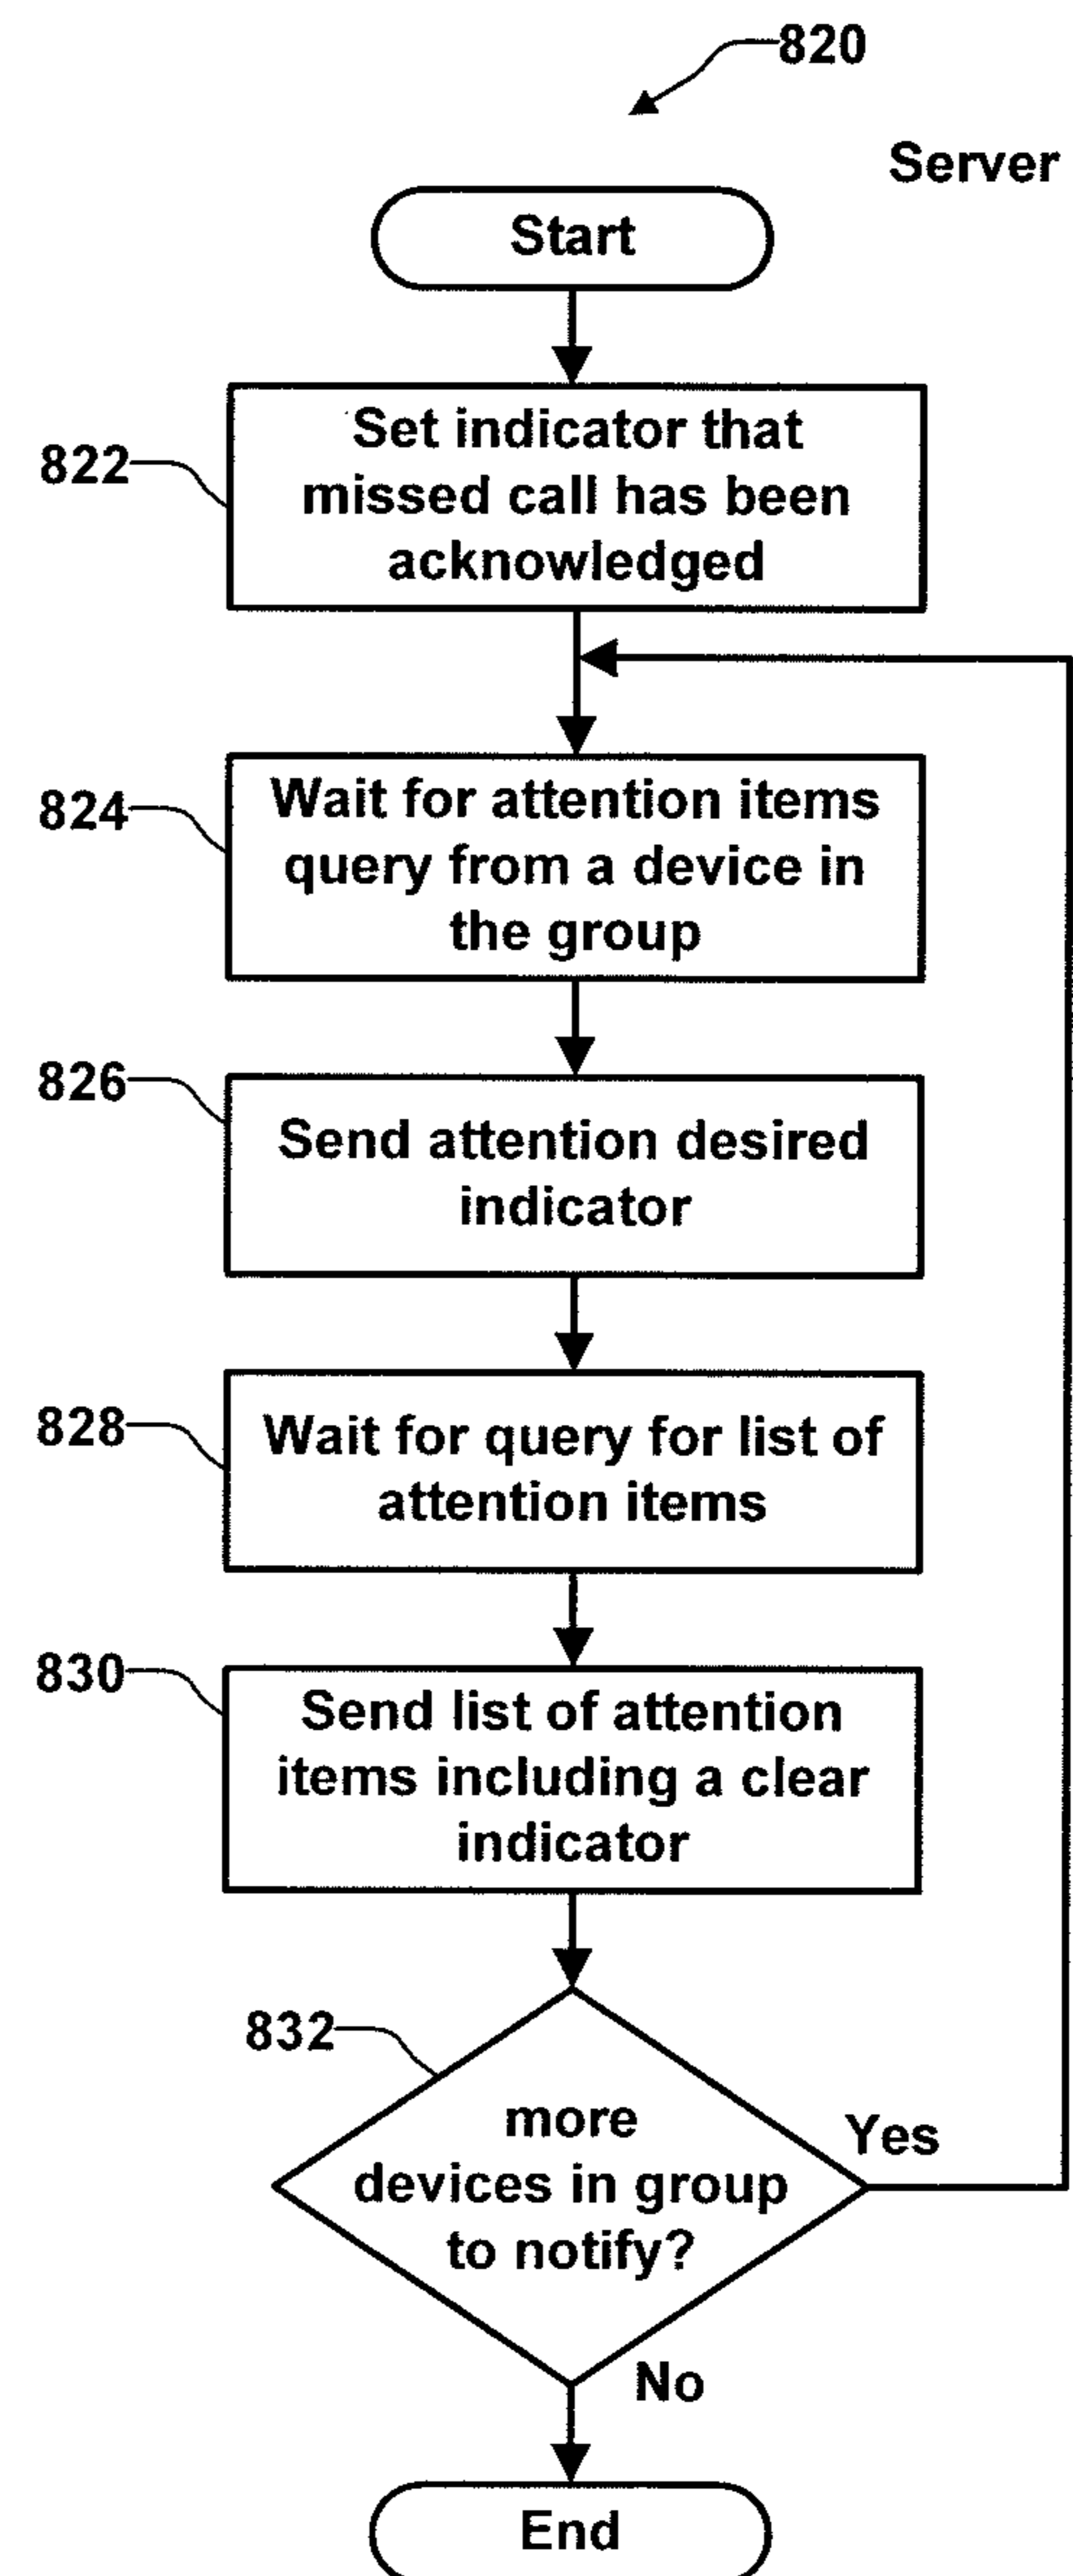 820
Server
Start
822
Set indicator that
missed call has been
acknowledged
824
Wait for attention items
query from a device in
the group
826
Send attention desired
indicator
828
Wait for query for list of
attention items
830
Send list of attention
items including a clear
indicator
832
more
devices in group
to notify?
Yes
No
End